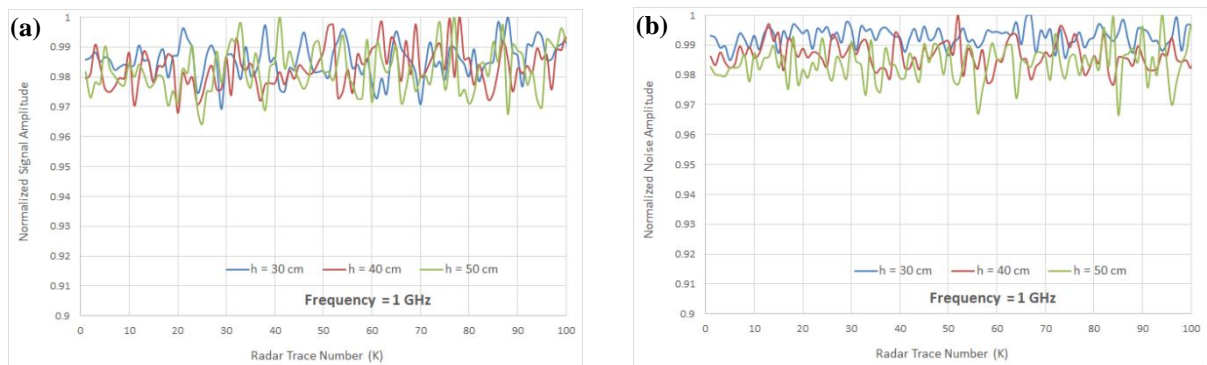 (a)
Normalized Signal Amplitude
1
0.99
0.98
0.97
0.96
0.95
0.94
0.93
0.92
0.91
0.9
h = 30 cm h = 40 cm h = 50 cm
Frequency = 1 GHz
0 10 20 30 40 50 60 70 80 90 100
Radar Trace Number (K)
(b)
Normalized Noise Amplitude
1
0.99
0.98
0.97
0.96
0.95
0.94
0.93
0.92
0.91
0.9
h = 30 cm h = 40 cm h = 50 cm
Frequency = 1 GHz
0 10 20 30 40 50 60 70 80 90 100
Radar Trace Number (K)